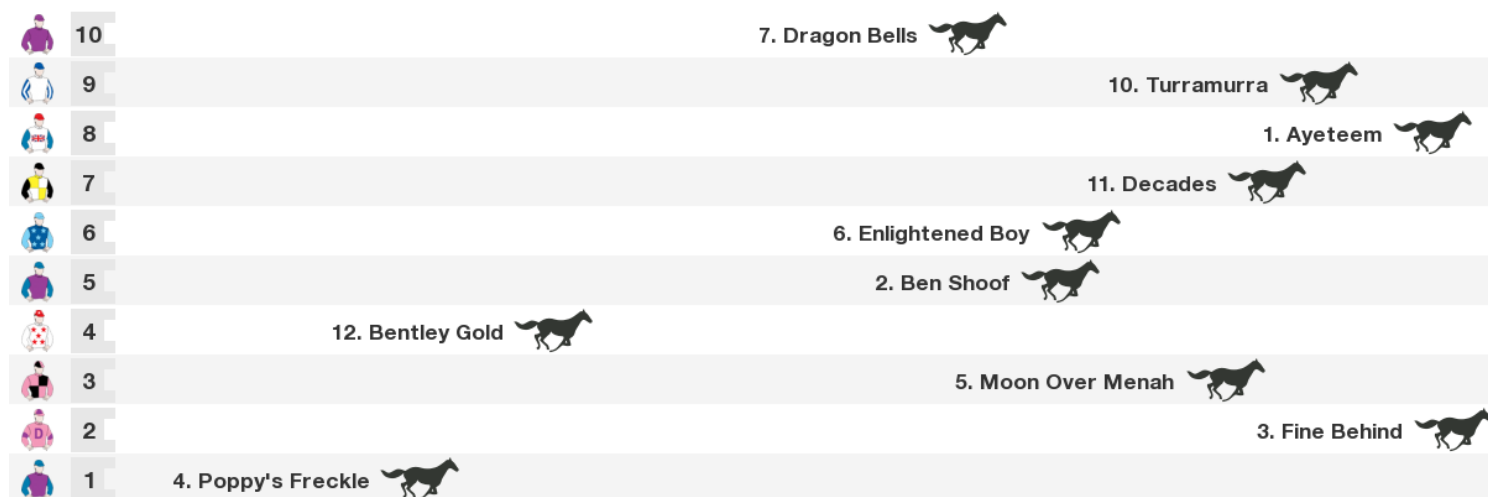 10 7. Dragon Bells
9 10. Turramurra
8 1. Ayeteem
7 11. Decades
6 6. Enlightened Boy
5 2. Ben Shoof
4 12. Bentley Gold
3 5. Moon Over Menah
D 2 3. Fine Behind
1 4. Poppy's Freckle